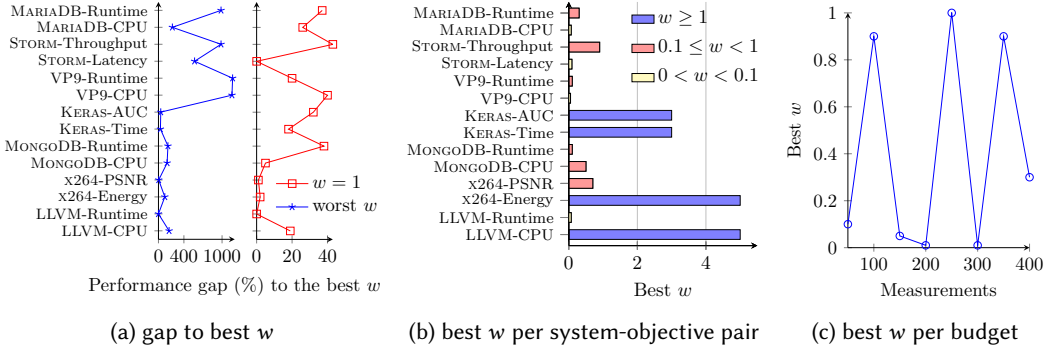 MARIADB-Runtime
MARIADB-CPU
STORM-Throughput
STORM-Latency
VP9-Runtime
VP9-CPU
KERAS-AUC
KERAS-Time
MONGODB-Runtime
MONGODB-CPU
X264-PSNR
X264-Energy
LLVM-Runtime
LLVM-CPU
w = 1
worst w
0 400 1000
0 20 40
Performance gap (%) to the best w
(a) gap to best w
MARIADB-Runtime
MARIADB-CPU
STORM-Throughput
STORM-Latency
VP9-Runtime
VP9-CPU
KERAS-AUC
KERAS-Time
MONGODB-Runtime
MONGODB-CPU
X264-PSNR
X264-Energy
LLVM-Runtime
LLVM-CPU
w ≥ 1
0.1 ≤ w < 1
0 < w < 0.1
0 2 4
Best w
(b) best w per system-objective pair
1
0.8
0.6
0.4
0.2
0
Best w
100 200 300 400
Measurements
(c) best w per budget